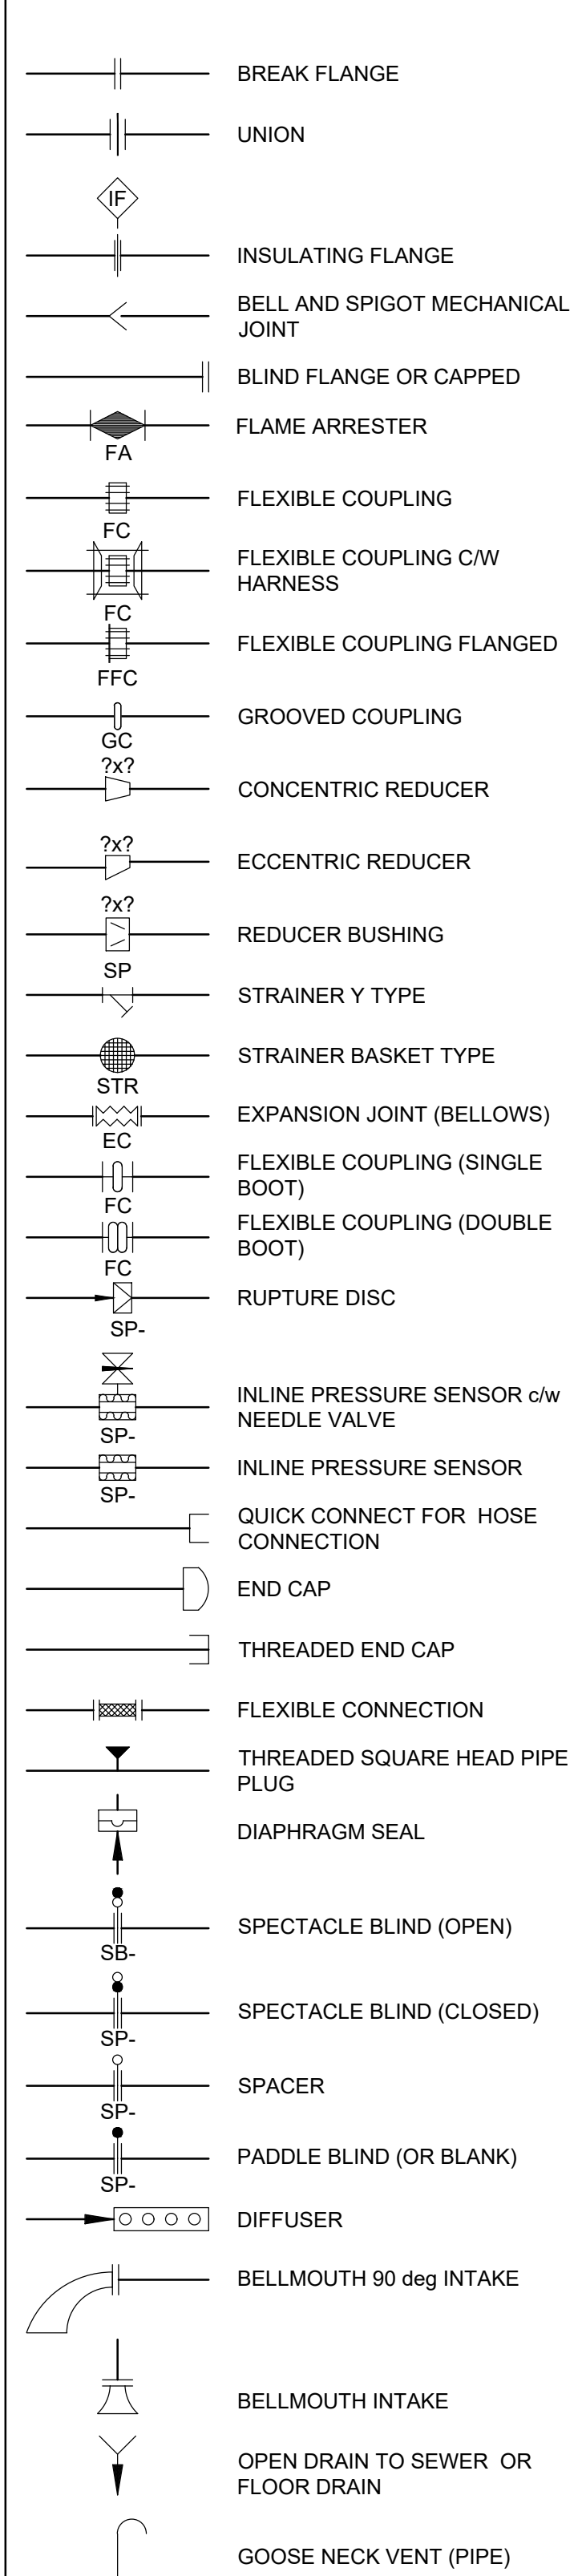 BREAK FLANGE
UNION
IF
INSULATING FLANGE
BELL AND SPIGOT MECHANICAL
JOINT
BLIND FLANGE OR CAPPED
FLAME ARRESTER
FA
FLEXIBLE COUPLING
FC
FLEXIBLE COUPLING C/W
HARNESS
FC
FLEXIBLE COUPLING FLANGED
FFC
GROOVED COUPLING
GC
?x?
CONCENTRIC REDUCER
?x?
ECCENTRIC REDUCER
?x?
REDUCER BUSHING
SP
STRAINER Y TYPE
STRAINER BASKET TYPE
STR
EXPANSION JOINT (BELLOWS)
EC
FLEXIBLE COUPLING (SINGLE
BOOT)
FC
FLEXIBLE COUPLING (DOUBLE
BOOT)
FC
RUPTURE DISC
SP-
INLINE PRESSURE SENSOR c/w
NEEDLE VALVE
SP-
INLINE PRESSURE SENSOR
SP-
QUICK CONNECT FOR HOSE
CONNECTION
END CAP
THREADED END CAP
FLEXIBLE CONNECTION
THREADED SQUARE HEAD PIPE
PLUG
DIAPHRAGM SEAL
SPECTACLE BLIND (OPEN)
SB-
SPECTACLE BLIND (CLOSED)
SP-
SPACER
SP-
PADDLE BLIND (OR BLANK)
SP-
DIFFUSER
BELLMOUTH 90 deg INTAKE
BELLMOUTH INTAKE
OPEN DRAIN TO SEWER OR
FLOOR DRAIN
GOOSE NECK VENT (PIPE)